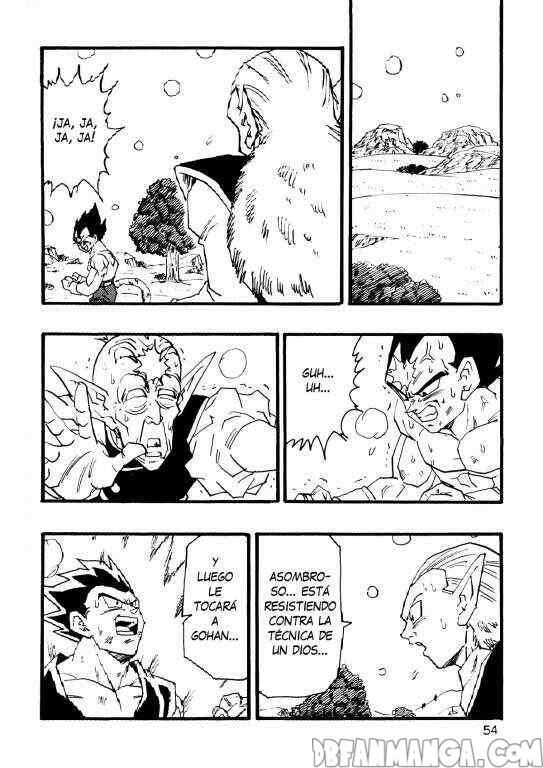 ¡JA, JA,
JA, JA!
GUH...
UH...
ASOMBRO-
SO... ESTÁ
RESISTIENDO
CONTRA LA
TÉCNICA DE
UN DIOS...
Y
LUEGO
LE
TOCARÁ
A
GOHAN...
54
DBFANMANGA.COM